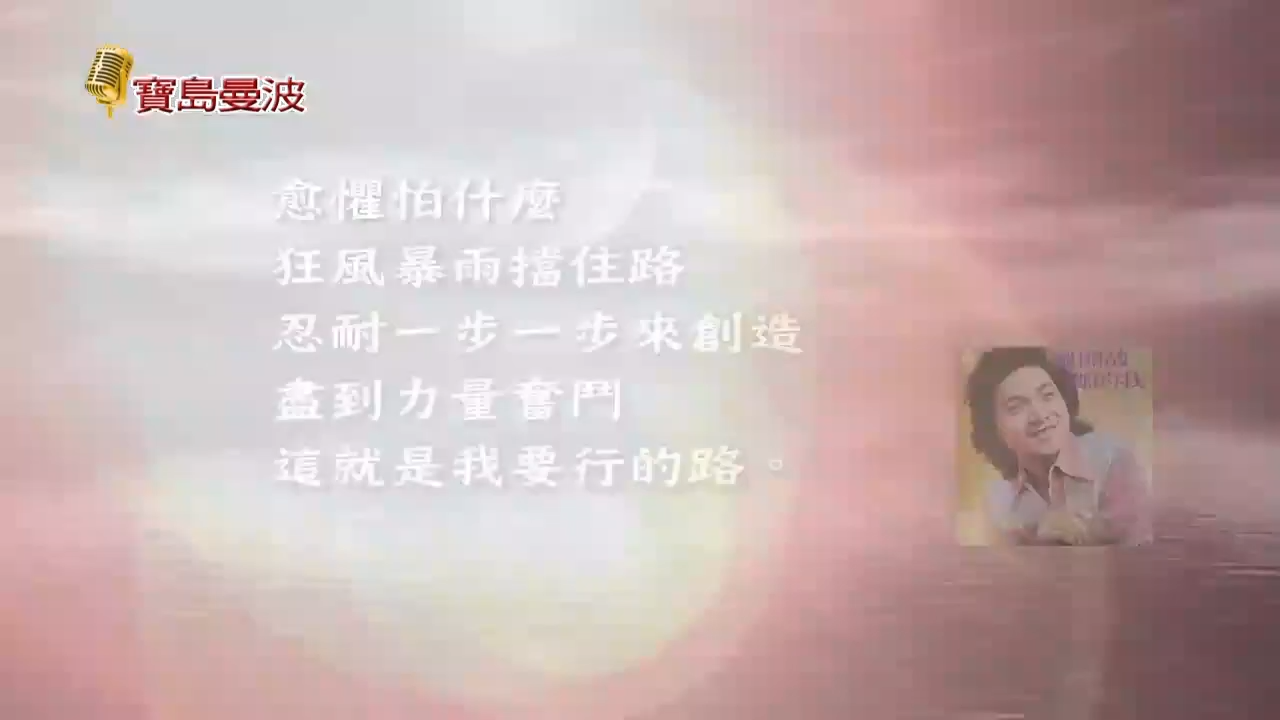 寶島曼波
愈懼怕什麼
狂風暴雨擋住路
忍耐一步一步來創造
盡到力量奮鬥
這就是我要行的路。